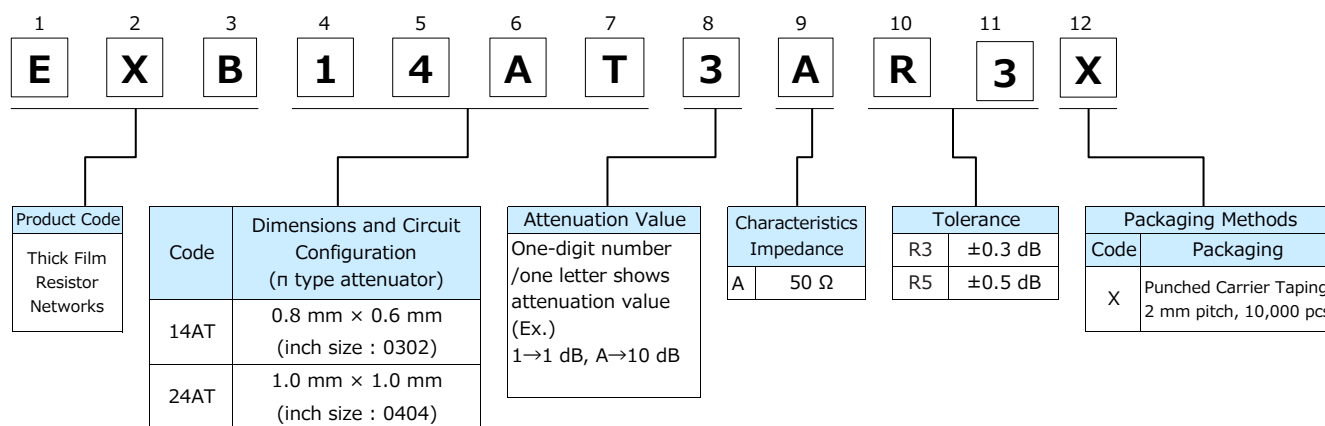 1 2 3 4 5 6 7 8 9 10 11 12
E X B 1 4 A T 3 A R 3 X
Product Code
Thick Film
Resistor
Networks
Code
Dimensions and Circuit
Configuration
(π type attenuator)
14AT
0.8 mm × 0.6 mm
(inch size : 0302)
24AT
1.0 mm × 1.0 mm
(inch size : 0404)
Attenuation Value
One-digit number
/one letter shows
attenuation value
(Ex.)
1→1 dB, A→10 dB
Characteristics
Impedance
A 50 Ω
Tolerance
R3 ±0.3 dB
R5 ±0.5 dB
Packaging Methods
Code Packaging
X
Punched Carrier Taping
2 mm pitch, 10,000 pcs